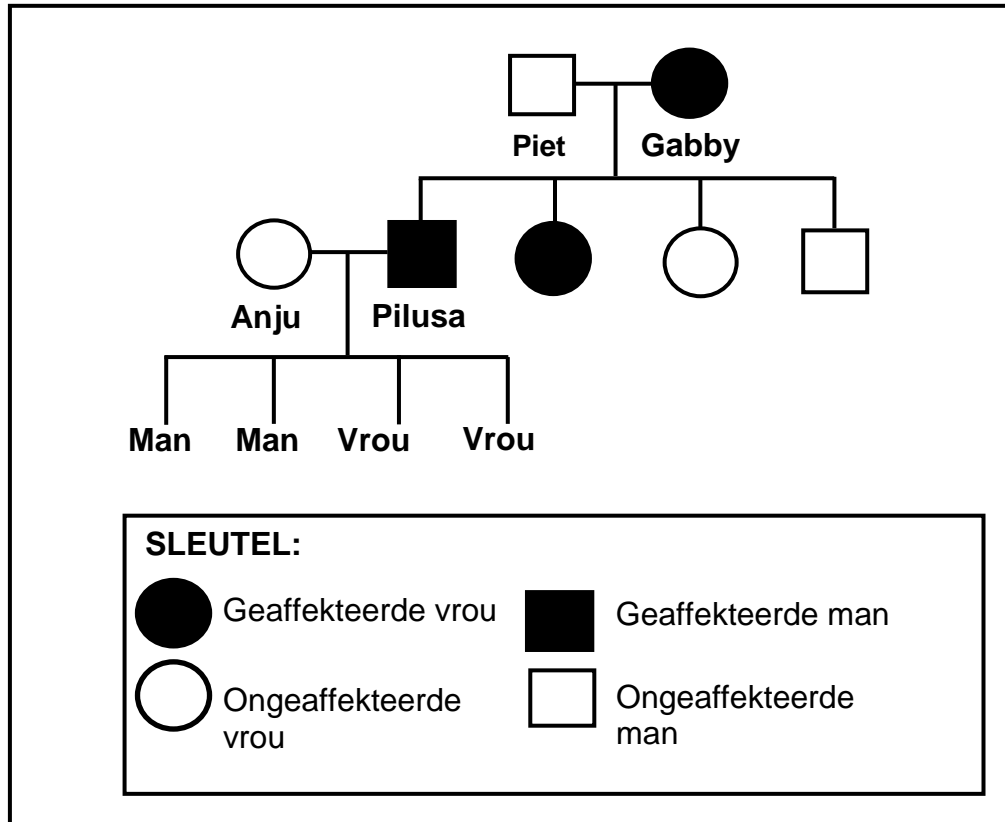 Piet Gabby
Anju Pilusa
Man Man Vrou Vrou
SLEUTEL:
Geaffekteerde vrou
Geaffekteerde man
Ongeaffekteerde
vrou
Ongeaffekteerde
man